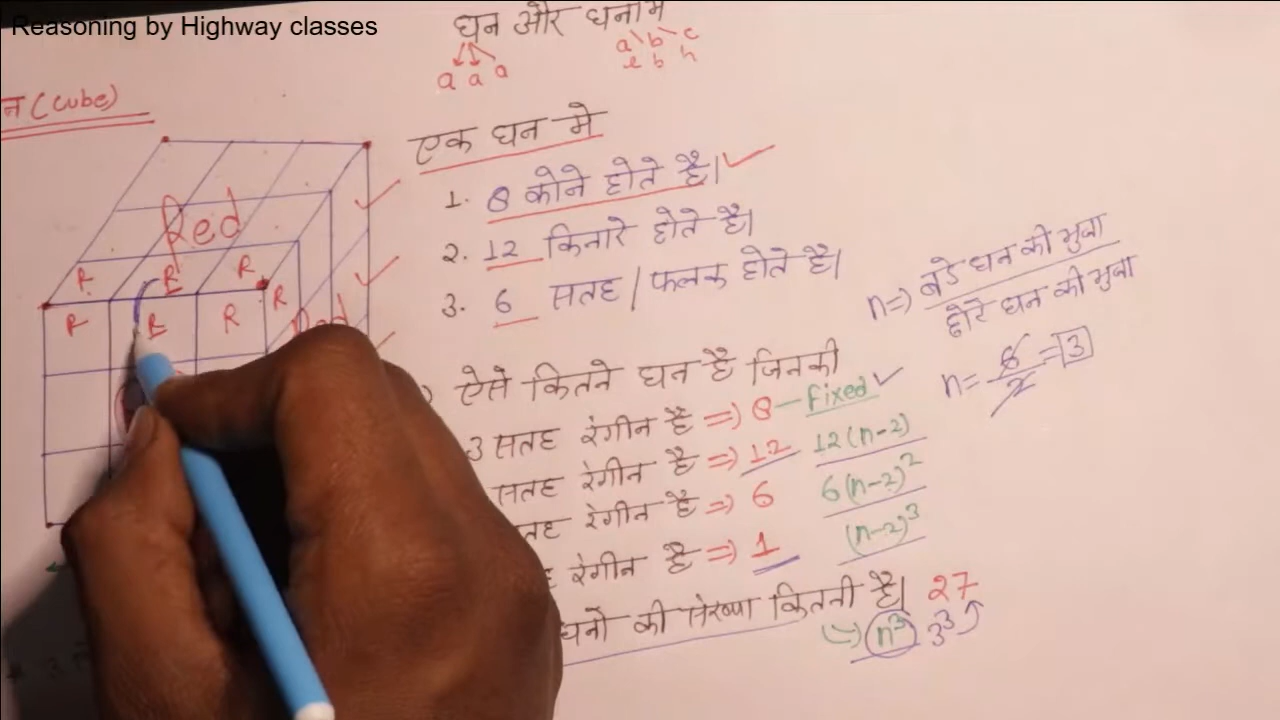 Reasoning by Highway classes
घन और घनाभ
a a a
a b c
l b h
न (Cube)
एक घन मे
1. 8 कोने होते है।
2. 12 किनारे होते है।
3. 6 सतह / फलक होते है।
Red
R R R
R R R R
Red
n => बडे घन की भुजा
छोटे घन की भुजा
n = 6/2 = 3
ऐसे कितने घन है जिनकी
3 सतह रंगीन है => 8 - fixed
सतह रंगीन है => 12 12(n-2)
तह रंगीन है => 6 6(n-2)²
रंगीन है => 1 (n-2)³
घनों की संख्या कितनी है। 27
n³ 3³